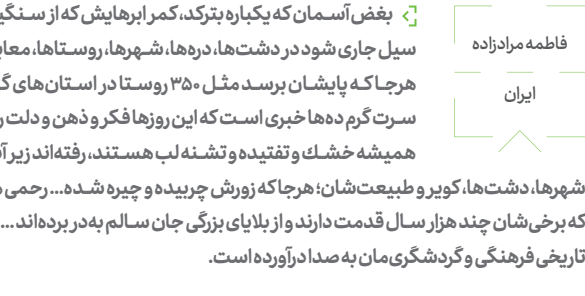 فاطمه مرادزاده
ایران
بغض آسمان که یکباره بترکد، کمر ابرهایش که از سنگی
سیل جاری شود در دشت‌ها، دره‌ها، شهرها، روستاها، معاب
هرجا که پایشان برسد مثل ۳۵۰ روستا در استان‌های گ
سرت گرم ده‌ها خبری است که این روزها فکر و ذهن و دلت ر
همیشه خشک و تفتیده و تشنه لب هستند، رفته‌اند زیر آ
شهرها، دشت‌ها، کویر و طبیعت‌شان؛ هرجا که زورش چربیده و چیره شده... رحمی
که برخی‌شان چند هزار سال قدمت دارند و از بلایای بزرگی جان سالم به‌در برده‌اند...
تاریخی فرهنگی و گردشگری‌مان به صدا درآورده است.